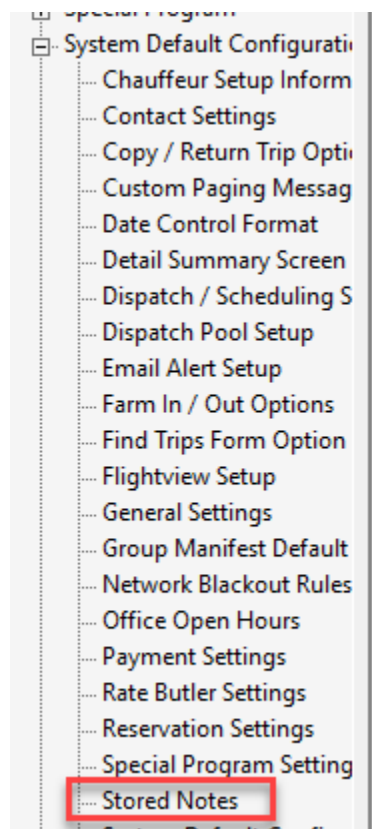 Special Program
System Default Configurati
Chauffeur Setup Inform
Contact Settings
Copy / Return Trip Opti
Custom Paging Messag
Date Control Format
Detail Summary Screen
Dispatch / Scheduling S
Dispatch Pool Setup
Email Alert Setup
Farm In / Out Options
Find Trips Form Option
Flightview Setup
General Settings
Group Manifest Default
Network Blackout Rules
Office Open Hours
Payment Settings
Rate Butler Settings
Reservation Settings
Special Program Setting
Stored Notes